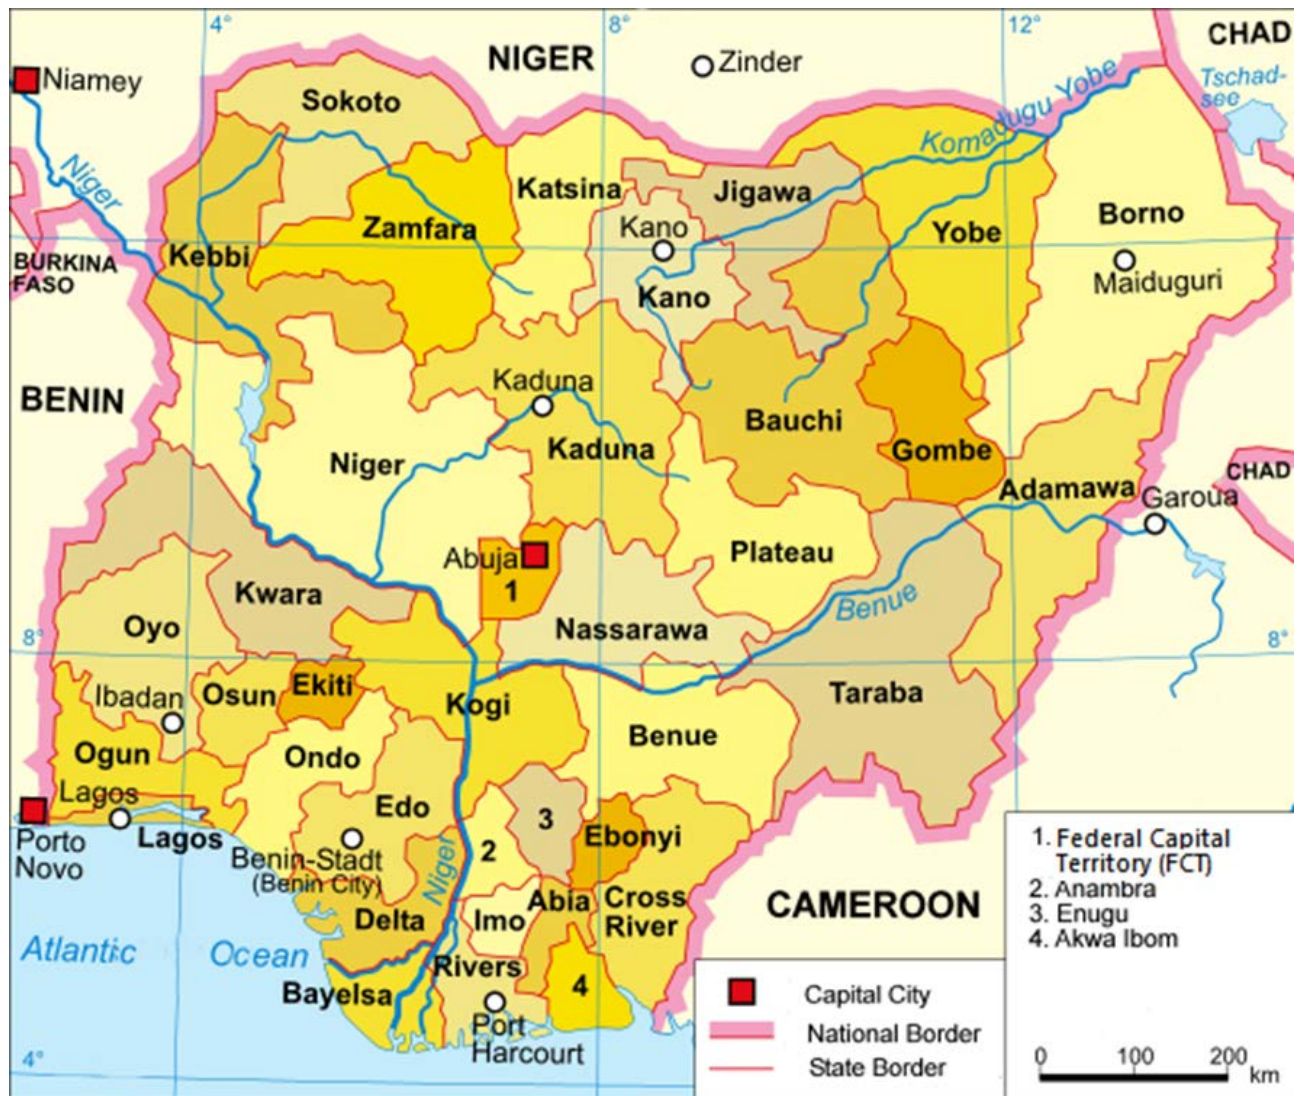 4°
8°
12°
NIGER
Zinder
CHAD
Niamey
Sokoto
Tschad-
see
Komadugu Yobe
Niger
Katsina
Jigawa
Zamfara
Kano
Yobe
Borno
Kebbi
BURKINA
FASO
Maiduguri
Kano
BENIN
Kaduna
Bauchi
Niger
Kaduna
Gombe
CHAD
Adamawa
Garoua
Abuja
Plateau
1
Kwara
Benue
Oyo
Nassarawa
8°
8°
Ibadan
Osun
Ekiti
Kogi
Taraba
Ogun
Ondo
Benue
Lagos
Edo
3
Ebonyi
Porto
Novo
Lagos
2
Benin-Stadt
(Benin City)
Niger
Abia
Cross
River
CAMEROON
Delta
Imo
Atlantic Ocean
Rivers
Bayelsa
4
Port
Harcourt
4°
1. Federal Capital
Territory (FCT)
2. Anambra
3. Enugu
4. Akwa Ibom
Capital City
National Border
State Border
0 100 200
km